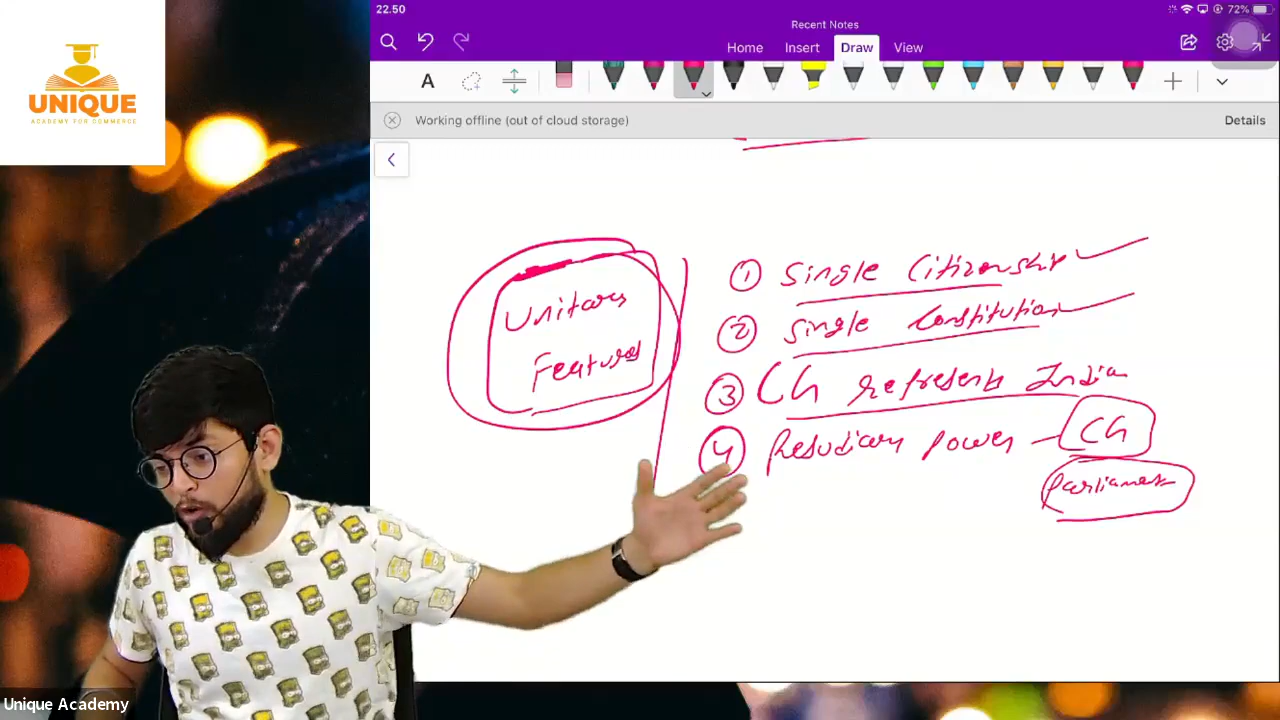 22.50
72%
Recent Notes
Home Insert Draw View
UNIQUE
ACADEMY FOR COMMERCE
A
Working offline (out of cloud storage)
Details
Unitary
Features
① Single Citizenship
② Single Constitution
③ CG represents India
④ Residuary power - CG
Parliament
Unique Academy